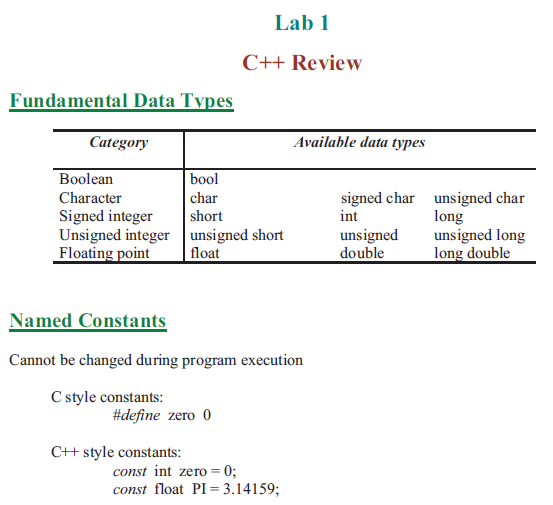 Lab 1
C++ Review
Fundamental Data Types
Category Available data types
Boolean bool
Character char signed char unsigned char
Signed integer short int long
Unsigned integer unsigned short unsigned unsigned long
Floating point float double long double
Named Constants
Cannot be changed during program execution
C style constants:
#define zero 0
C++ style constants:
const int zero = 0;
const float PI = 3.14159;